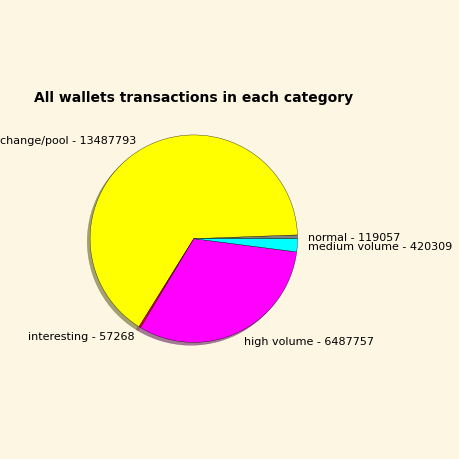 All wallets transactions in each category
change/pool - 13487793
normal - 119057
medium volume - 420309
interesting - 57268
high volume - 6487757